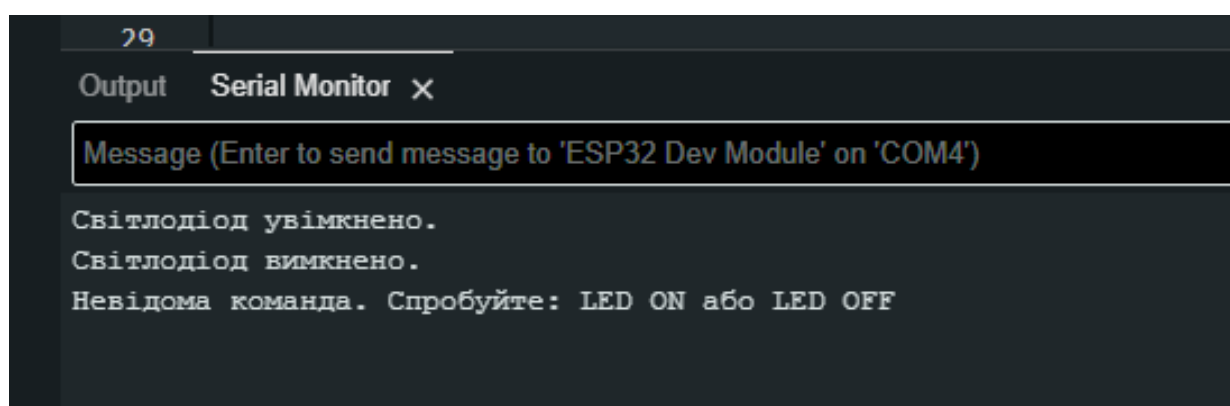 29
Output Serial Monitor ×
Message (Enter to send message to 'ESP32 Dev Module' on 'COM4')
Світлодіод увімкнено.
Світлодіод вимкнено.
Невідома команда. Спробуйте: LED ON або LED OFF